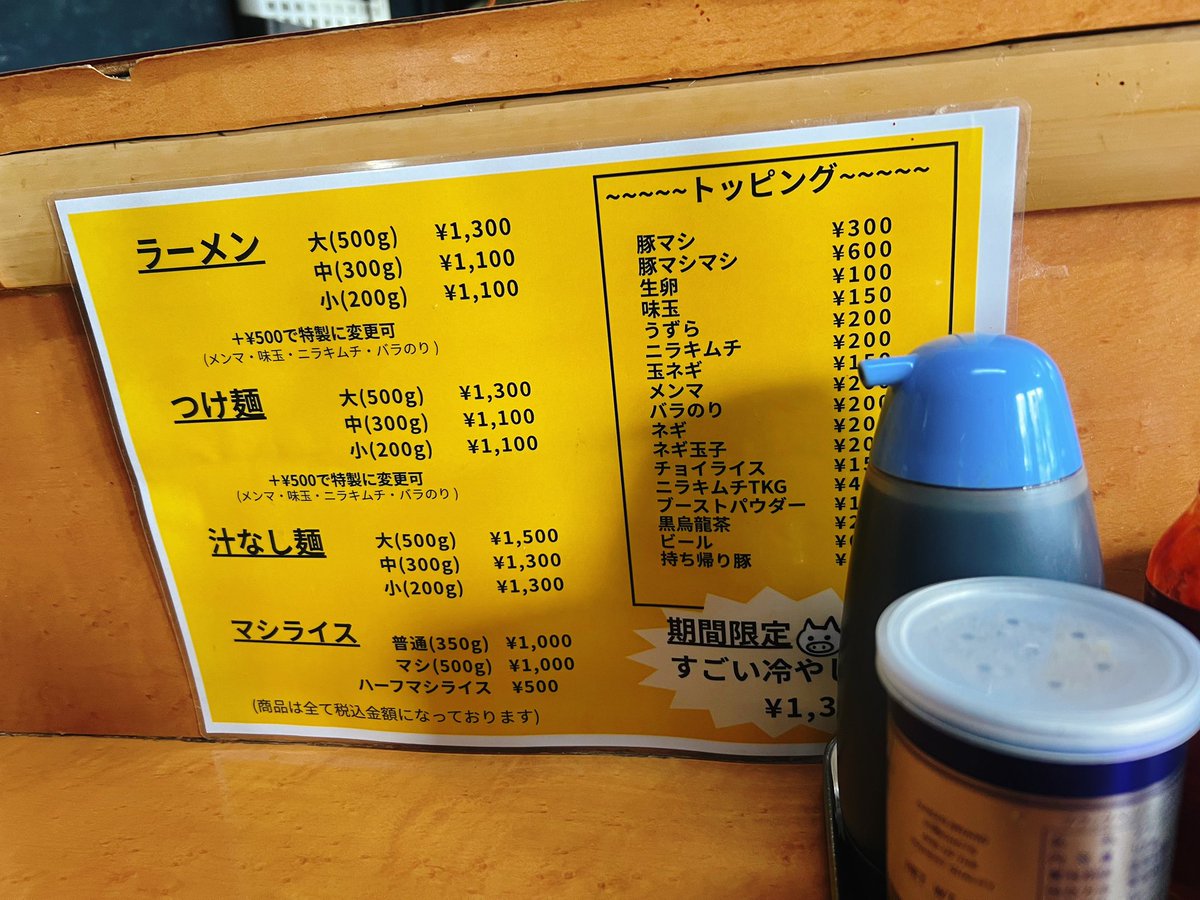 ラーメン
大(500g) ¥1,300
中(300g) ¥1,100
小(200g) ¥1,100
+¥500で特製に変更可
(メンマ・味玉・ニラキムチ・バラのり)
つけ麺
大(500g) ¥1,300
中(300g) ¥1,100
小(200g) ¥1,100
+¥500で特製に変更可
(メンマ・味玉・ニラキムチ・バラのり)
汁なし麺
大(500g) ¥1,500
中(300g) ¥1,300
小(200g) ¥1,300
マシライス
普通(350g) ¥1,000
マシ(500g) ¥1,000
ハーフマシライス ¥500
(商品は全て税込金額になっております)
~~~~~トッピング~~~~~
豚マシ ¥300
豚マシマシ ¥600
生卵 ¥100
味玉 ¥150
うずら ¥200
ニラキムチ ¥200
玉ネギ ¥150
メンマ ¥200
バラのり ¥200
ネギ
ネギ玉子
チョイライス
ニラキムチTKG
ブーストパウダー
黒烏龍茶
ビール
持ち帰り豚
期間限定
すごい冷やし
¥1,3